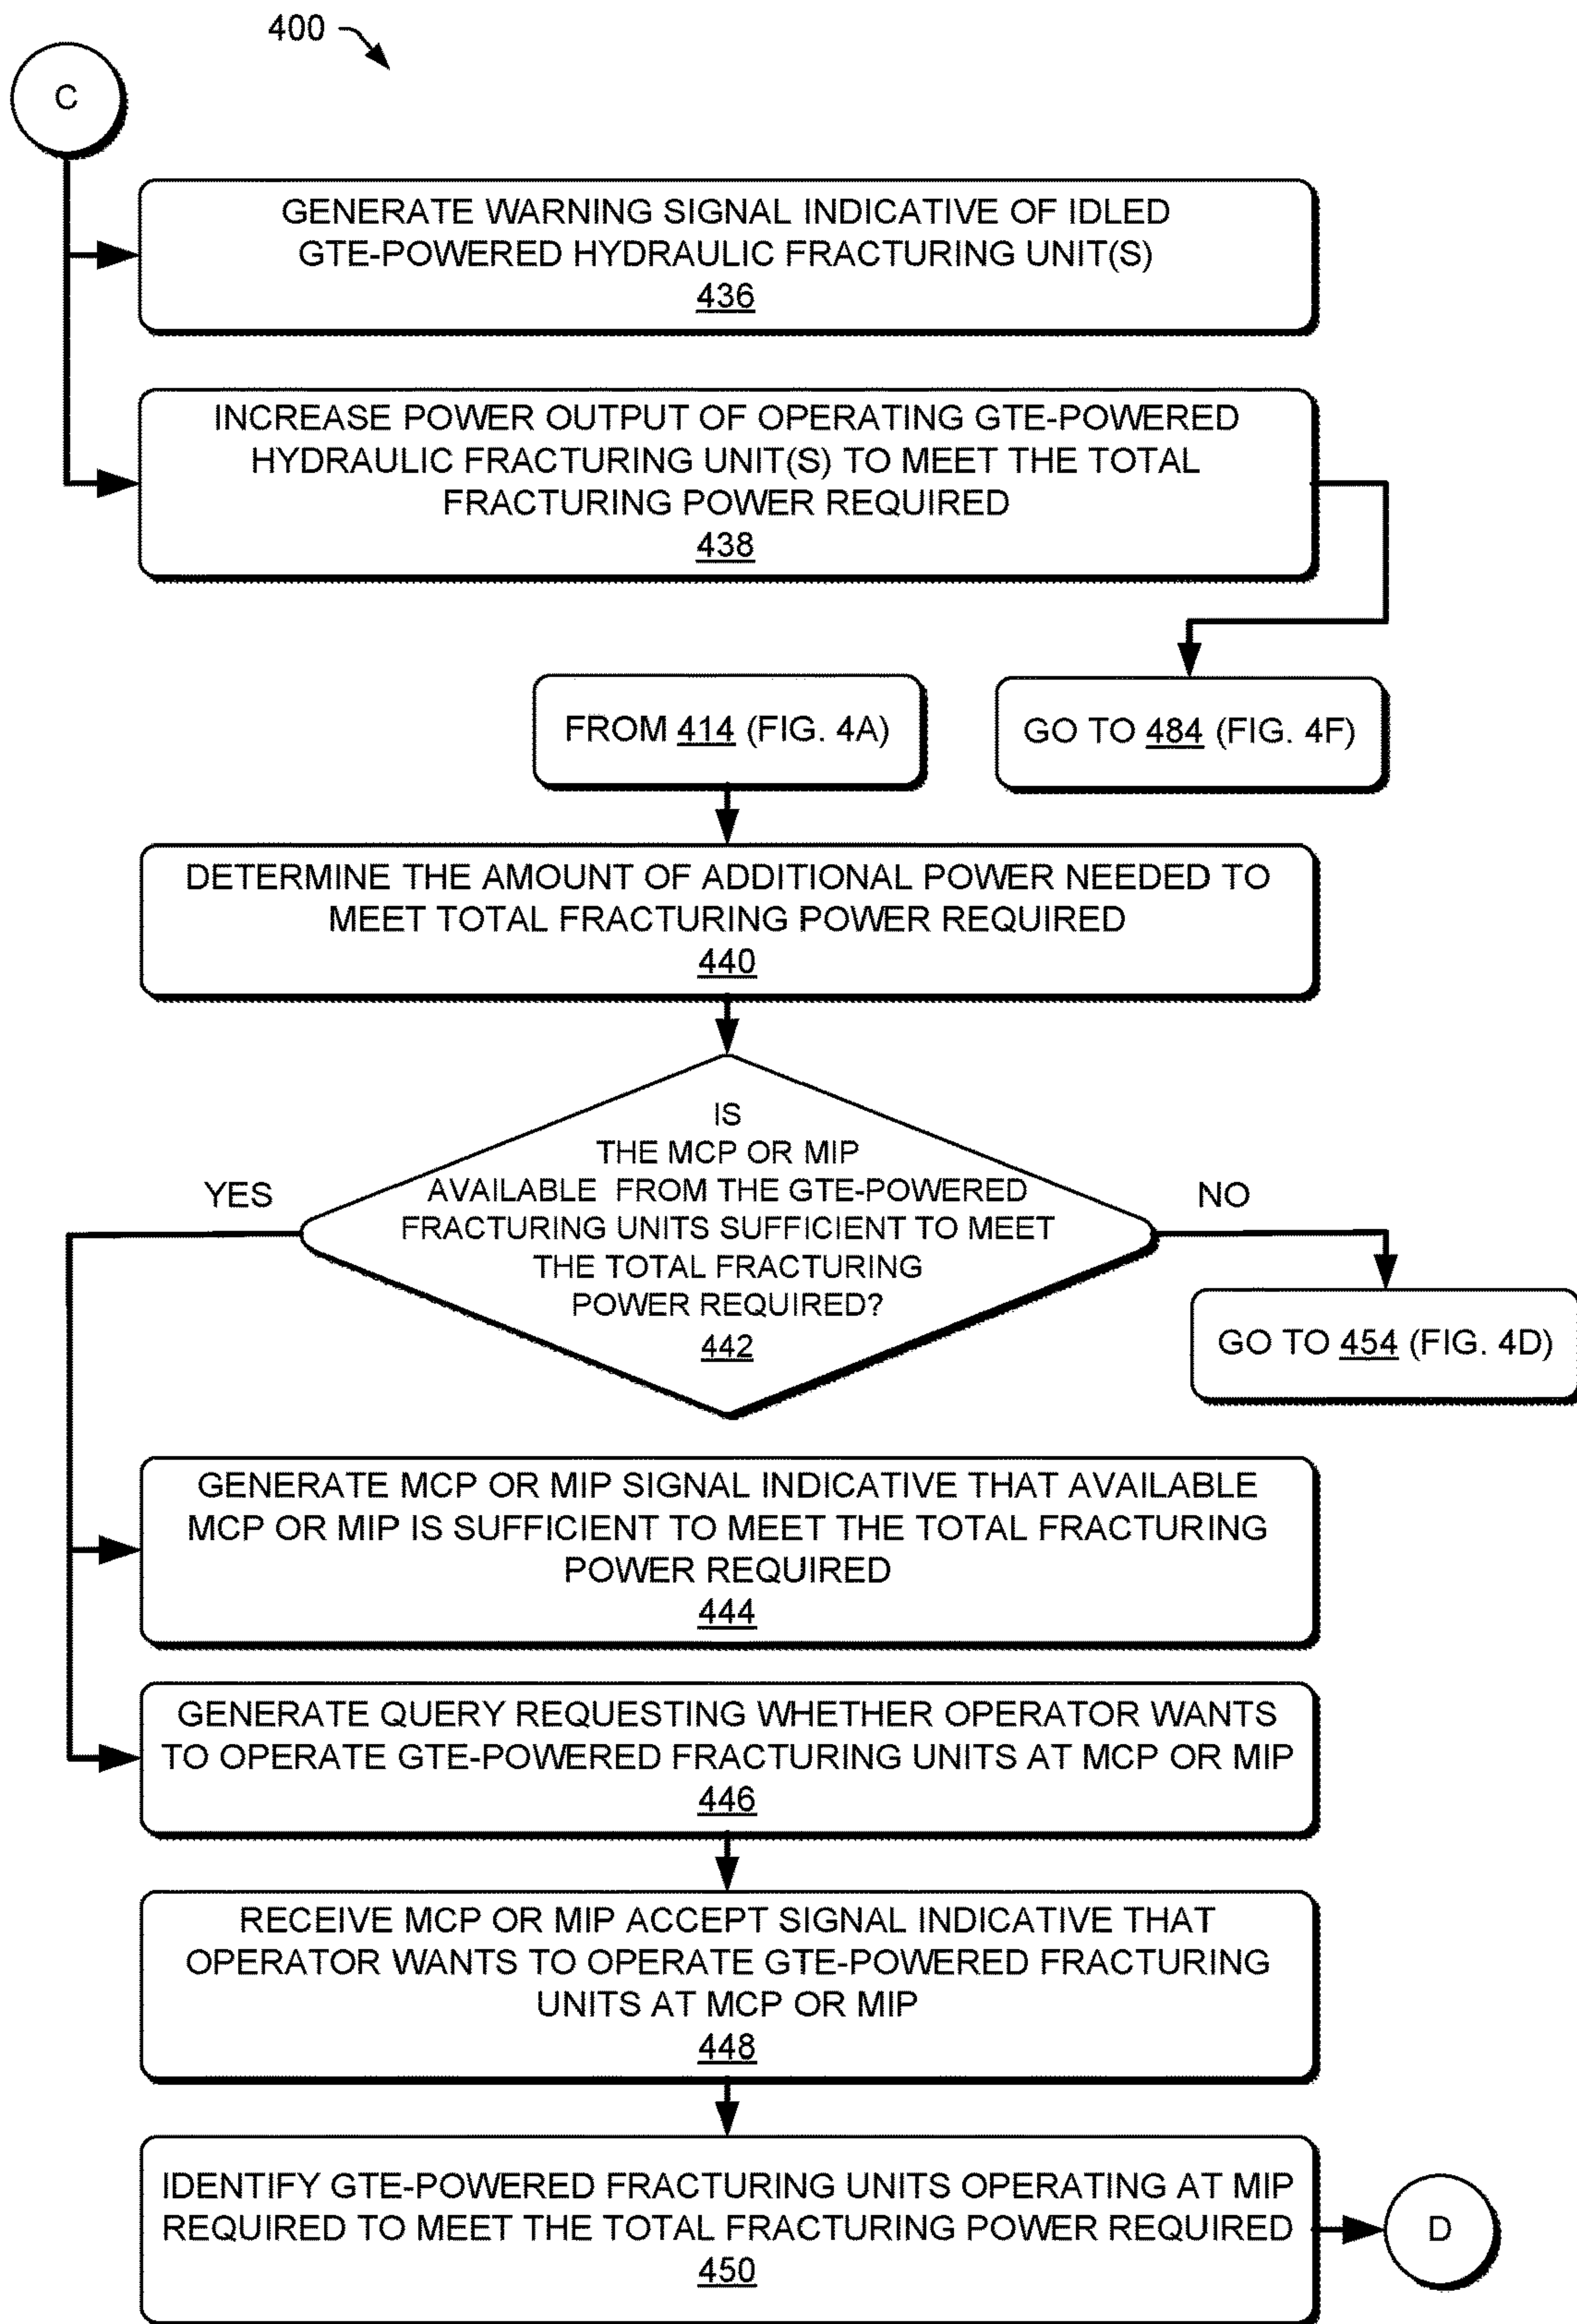 400
C
GENERATE WARNING SIGNAL INDICATIVE OF IDLED
GTE-POWERED HYDRAULIC FRACTURING UNIT(S)
436
INCREASE POWER OUTPUT OF OPERATING GTE-POWERED
HYDRAULIC FRACTURING UNIT(S) TO MEET THE TOTAL
FRACTURING POWER REQUIRED
438
FROM 414 (FIG. 4A)
GO TO 484 (FIG. 4F)
DETERMINE THE AMOUNT OF ADDITIONAL POWER NEEDED TO
MEET TOTAL FRACTURING POWER REQUIRED
440
IS
THE MCP OR MIP
AVAILABLE FROM THE GTE-POWERED
FRACTURING UNITS SUFFICIENT TO MEET
THE TOTAL FRACTURING
POWER REQUIRED?
442
YES
NO
GO TO 454 (FIG. 4D)
GENERATE MCP OR MIP SIGNAL INDICATIVE THAT AVAILABLE
MCP OR MIP IS SUFFICIENT TO MEET THE TOTAL FRACTURING
POWER REQUIRED
444
GENERATE QUERY REQUESTING WHETHER OPERATOR WANTS
TO OPERATE GTE-POWERED FRACTURING UNITS AT MCP OR MIP
446
RECEIVE MCP OR MIP ACCEPT SIGNAL INDICATIVE THAT
OPERATOR WANTS TO OPERATE GTE-POWERED FRACTURING
UNITS AT MCP OR MIP
448
IDENTIFY GTE-POWERED FRACTURING UNITS OPERATING AT MIP
REQUIRED TO MEET THE TOTAL FRACTURING POWER REQUIRED
450
D